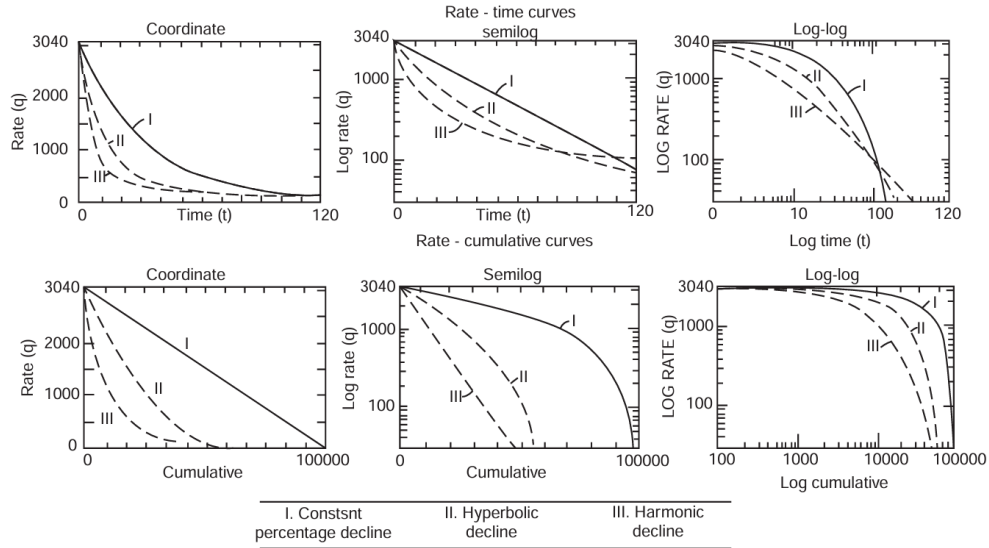 Rate - time curves
Coordinate
semilog
Log-log
3040
2000
1000
0
Rate (q)
I
II
III
0
Time (t)
120
3040
1000
100
Log rate (q)
I
II
III
0
Time (t)
120
3040
1000
100
LOG RATE (q)
I
II
III
0
10
100
120
Log time (t)
Rate - cumulative curves
Coordinate
Semilog
Log-log
3040
2000
1000
0
Rate (q)
I
II
III
0
100000
Cumulative
3040
1000
100
Log rate (q)
I
II
III
0
100000
Cumulative
3040
1000
100
LOG RATE (q)
I
II
III
100
1000
10000
100000
Log cumulative
I. Constsnt
percentage decline
II. Hyperbolic
decline
III. Harmonic
decline